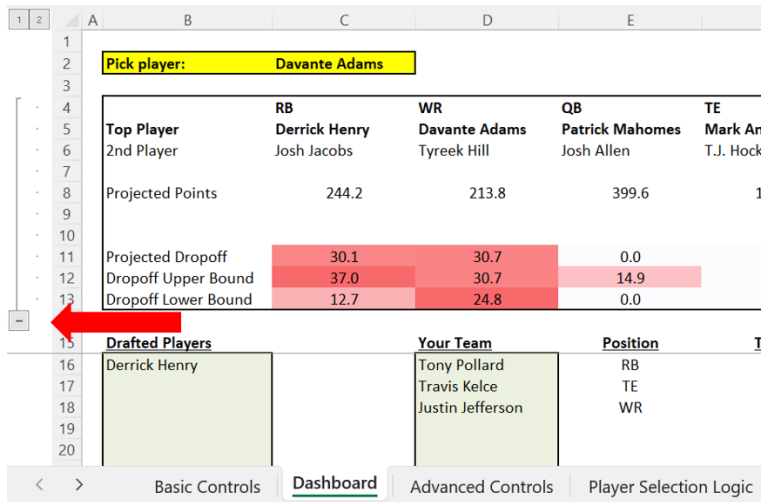 1 2
A B C D E
1
2 Pick player: Davante Adams
3
4 RB WR QB TE
5 Top Player Derrick Henry Davante Adams Patrick Mahomes Mark An
6 2nd Player Josh Jacobs Tyreek Hill Josh Allen T.J. Hock
7
8 Projected Points 244.2 213.8 399.6 1
9
10
11 Projected Dropoff 30.1 30.7 0.0
12 Dropoff Upper Bound 37.0 30.7 14.9
13 Dropoff Lower Bound 12.7 24.8 0.0
15 Drafted Players Your Team Position T
16 Derrick Henry Tony Pollard RB
17 Travis Kelce TE
18 Justin Jefferson WR
19
20
Basic Controls Dashboard Advanced Controls Player Selection Logic